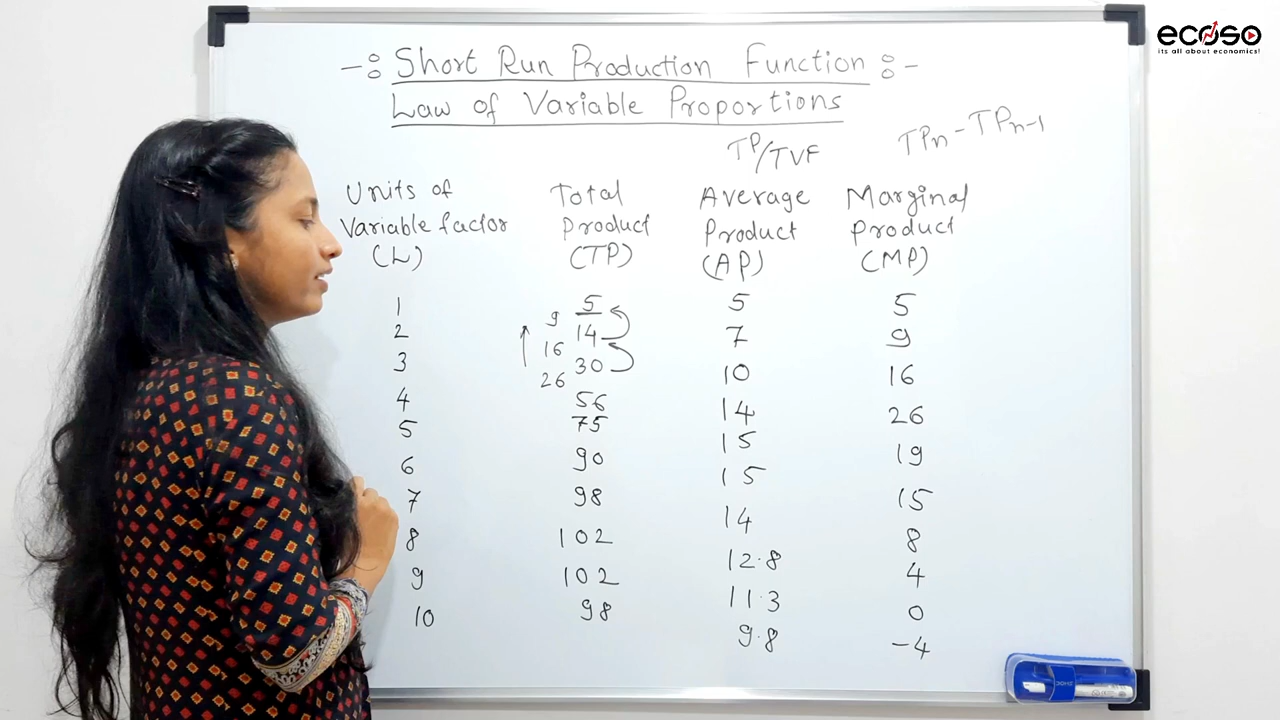 ecoso
its all about economics!
Short Run Production Function
Law of Variable Proportions
TP/TVF TPn - TPn-1
Units of Variable factor (L) Total Product (TP) Average Product (AP) Marginal Product (MP)
1 5 5 5
2 9 14 7 9
3 16 30 10 16
4 26 56 14 26
5 75 15 19
6 90 15 15
7 98 14 8
8 102 12.8 4
9 102 11.3 0
10 98 9.8 -4